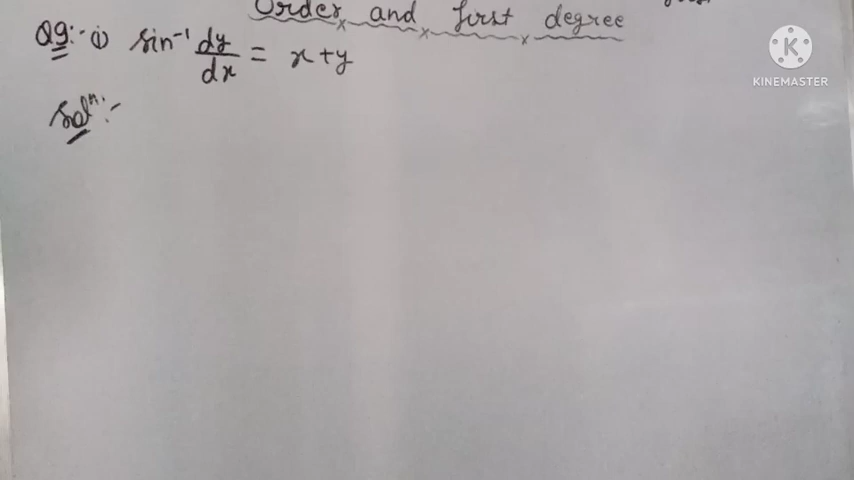 Order and first degree
Q9:- (i) sin⁻¹ dy/dx = x+y
Solⁿ:-
K
KINEMASTER